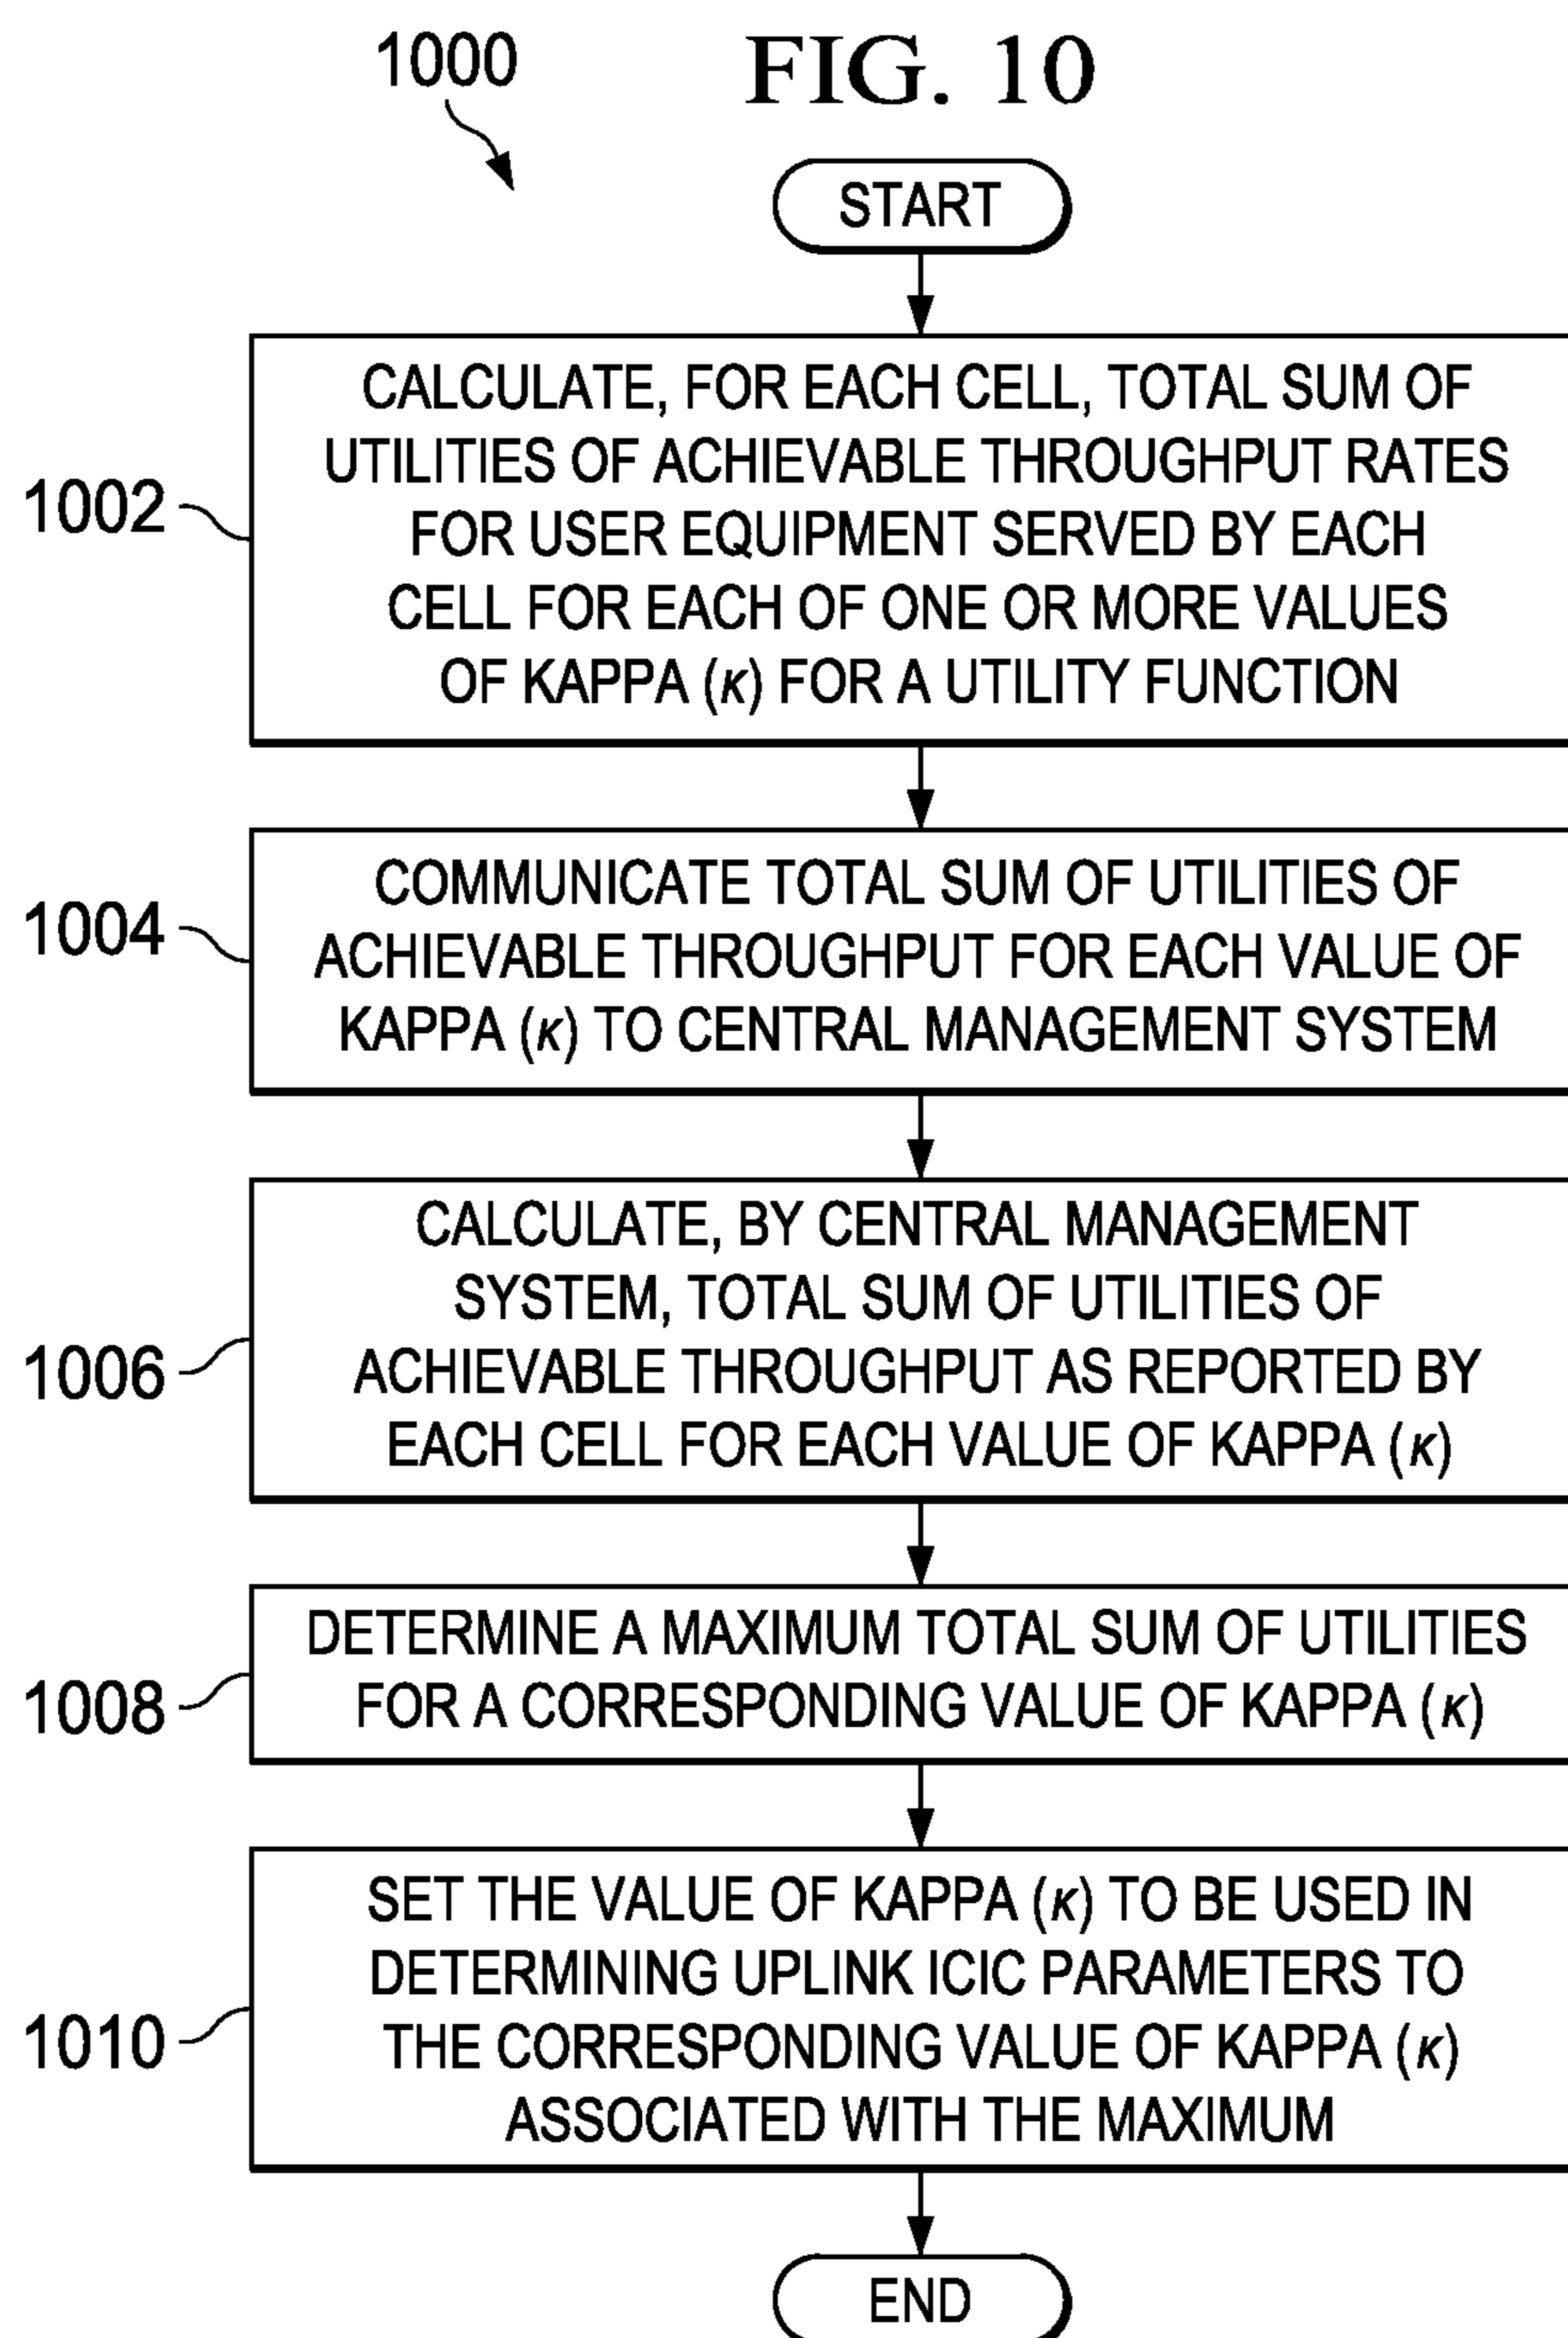 1000
FIG. 10
START
1002
CALCULATE, FOR EACH CELL, TOTAL SUM OF
UTILITIES OF ACHIEVABLE THROUGHPUT RATES
FOR USER EQUIPMENT SERVED BY EACH
CELL FOR EACH OF ONE OR MORE VALUES
OF KAPPA (κ) FOR A UTILITY FUNCTION
1004
COMMUNICATE TOTAL SUM OF UTILITIES OF
ACHIEVABLE THROUGHPUT FOR EACH VALUE OF
KAPPA (κ) TO CENTRAL MANAGEMENT SYSTEM
1006
CALCULATE, BY CENTRAL MANAGEMENT
SYSTEM, TOTAL SUM OF UTILITIES OF
ACHIEVABLE THROUGHPUT AS REPORTED BY
EACH CELL FOR EACH VALUE OF KAPPA (κ)
1008
DETERMINE A MAXIMUM TOTAL SUM OF UTILITIES
FOR A CORRESPONDING VALUE OF KAPPA (κ)
1010
SET THE VALUE OF KAPPA (κ) TO BE USED IN
DETERMINING UPLINK ICIC PARAMETERS TO
THE CORRESPONDING VALUE OF KAPPA (κ)
ASSOCIATED WITH THE MAXIMUM
END